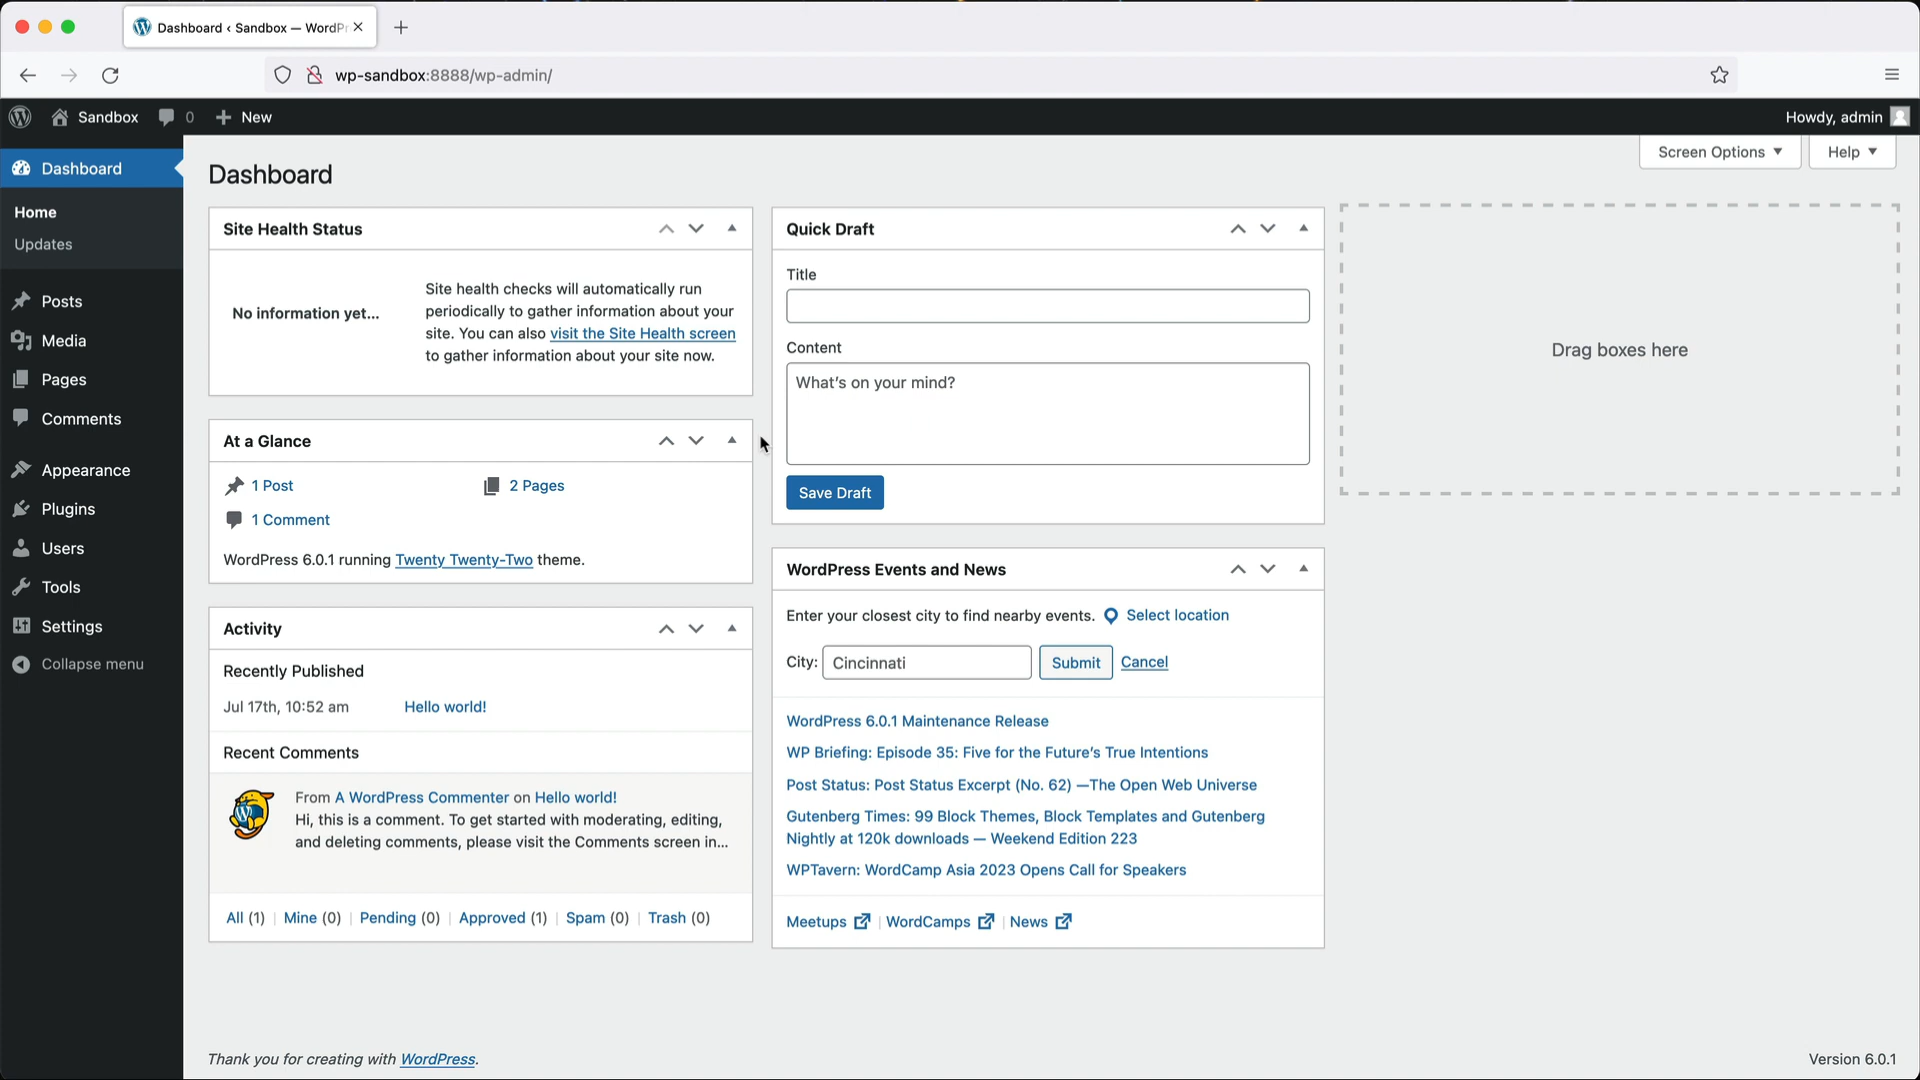 Dashboard ‹ Sandbox — WordPr
wp-sandbox:8888/wp-admin/
Sandbox 0 New Howdy, admin
Dashboard
Home
Updates
Posts
Media
Pages
Comments
Appearance
Plugins
Users
Tools
Settings
Collapse menu
Screen Options Help
Dashboard
Site Health Status
No information yet...
Site health checks will automatically run
periodically to gather information about your
site. You can also visit the Site Health screen
to gather information about your site now.
At a Glance
1 Post 2 Pages
1 Comment
WordPress 6.0.1 running Twenty Twenty-Two theme.
Activity
Recently Published
Jul 17th, 10:52 am Hello world!
Recent Comments
From A WordPress Commenter on Hello world!
Hi, this is a comment. To get started with moderating, editing,
and deleting comments, please visit the Comments screen in...
All (1) | Mine (0) | Pending (0) | Approved (1) | Spam (0) | Trash (0)
Quick Draft
Title
Content
What's on your mind?
Save Draft
WordPress Events and News
Enter your closest city to find nearby events. Select location
City: Cincinnati Submit Cancel
WordPress 6.0.1 Maintenance Release
WP Briefing: Episode 35: Five for the Future's True Intentions
Post Status: Post Status Excerpt (No. 62) —The Open Web Universe
Gutenberg Times: 99 Block Themes, Block Templates and Gutenberg
Nightly at 120k downloads — Weekend Edition 223
WPTavern: WordCamp Asia 2023 Opens Call for Speakers
Meetups | WordCamps | News
Drag boxes here
Thank you for creating with WordPress.
Version 6.0.1